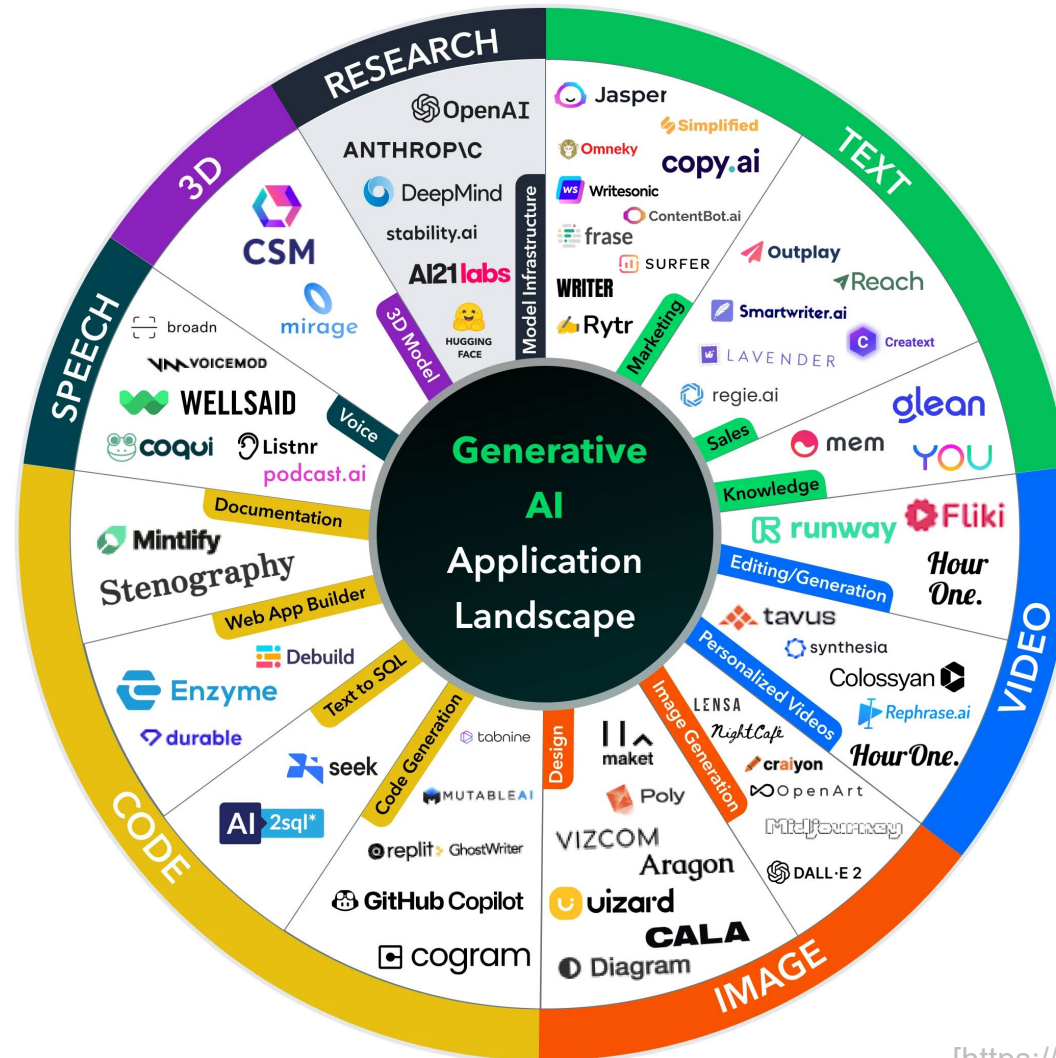 Generative
AI
Application
Landscape
RESEARCH
Model Infrastructure
OpenAI
ANTHROP\C
DeepMind
stability.ai
AI21labs
HUGGING
FACE
TEXT
Marketing
Jasper
Simplified
Omneky
copy.ai
WS Writesonic
ContentBot.ai
frase
SURFER
WRITER
Rytr
Sales
Outplay
Reach
Smartwriter.ai
C Creatext
LAVENDER
regie.ai
Knowledge
glean
mem
YOU
VIDEO
Editing/Generation
runway
Fliki
Hour
One.
Personalized Videos
tavus
synthesia
Colossyan
Rephrase.ai
HourOne.
IMAGE
Image Generation
LENSA
NightCafé
craiyon
OpenArt
Midjourney
DALL·E 2
Design
maket
Poly
VIZCOM
Aragon
uizard
CALA
Diagram
CODE
Code Generation
tabnine
MUTABLEAI
replit GhostWriter
GitHub Copilot
cogram
Text to SQL
seek
AI 2sql*
Web App Builder
Debuild
Enzyme
durable
Documentation
Mintlify
Stenography
SPEECH
Voice
broadn
VOICEMOD
WELLSAID
coqui
Listnr
podcast.ai
3D
3D Model
CSM
mirage